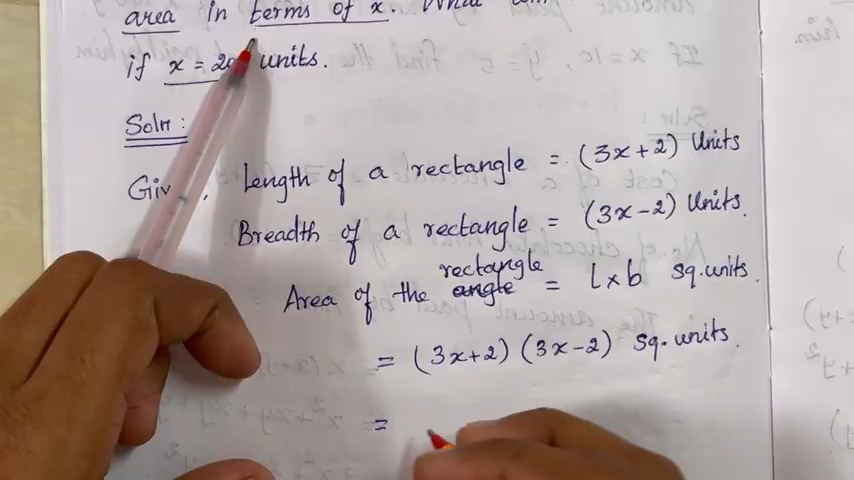 area in terms of x.
if x = 20 units.
Soln:
Length of a rectangle = (3x+2) Units
Breadth of a rectangle = (3x-2) Units.
rectangle
Area of the angle = l×b sq.units.
= (3x+2) (3x-2) Sq.units.
=